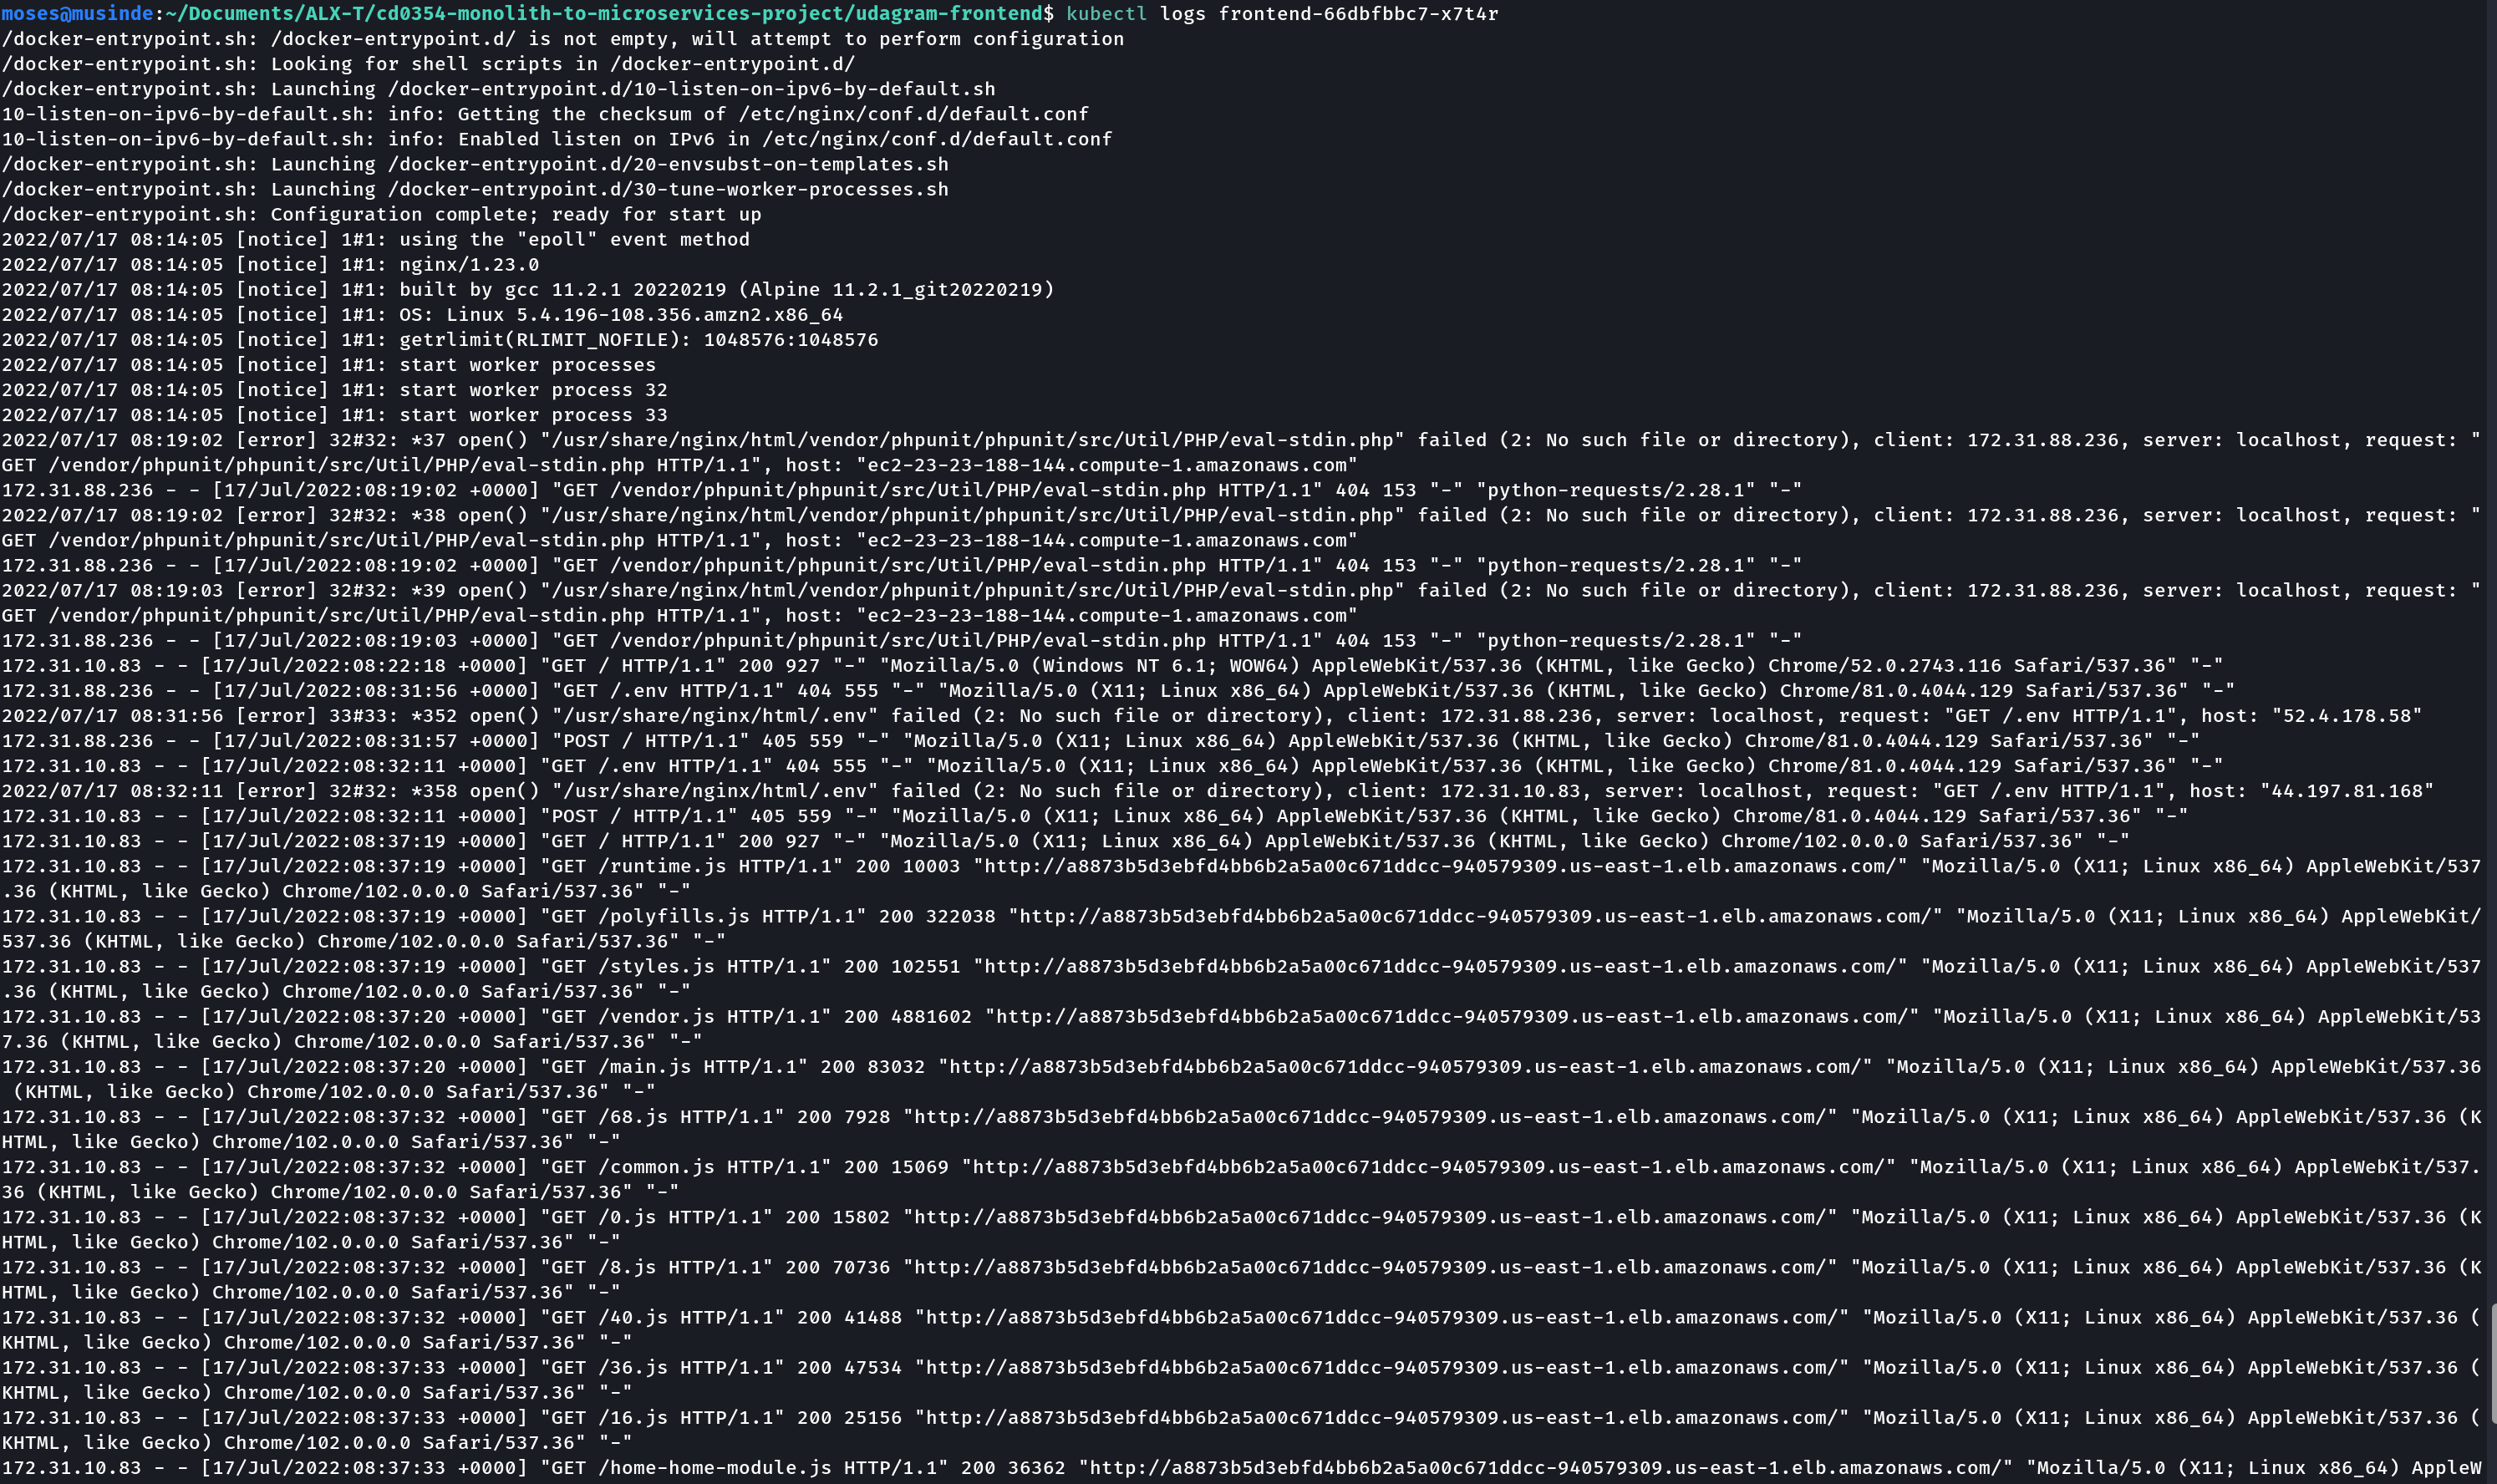 moses@musinde:~/Documents/ALX-T/cd0354-monolith-to-microservices-project/udagram-frontend$ kubectl logs frontend-66dbfbbc7-x7t4r
/docker-entrypoint.sh: /docker-entrypoint.d/ is not empty, will attempt to perform configuration
/docker-entrypoint.sh: Looking for shell scripts in /docker-entrypoint.d/
/docker-entrypoint.sh: Launching /docker-entrypoint.d/10-listen-on-ipv6-by-default.sh
10-listen-on-ipv6-by-default.sh: info: Getting the checksum of /etc/nginx/conf.d/default.conf
10-listen-on-ipv6-by-default.sh: info: Enabled listen on IPv6 in /etc/nginx/conf.d/default.conf
/docker-entrypoint.sh: Launching /docker-entrypoint.d/20-envsubst-on-templates.sh
/docker-entrypoint.sh: Launching /docker-entrypoint.d/30-tune-worker-processes.sh
/docker-entrypoint.sh: Configuration complete; ready for start up
2022/07/17 08:14:05 [notice] 1#1: using the "epoll" event method
2022/07/17 08:14:05 [notice] 1#1: nginx/1.23.0
2022/07/17 08:14:05 [notice] 1#1: built by gcc 11.2.1 20220219 (Alpine 11.2.1_git20220219)
2022/07/17 08:14:05 [notice] 1#1: OS: Linux 5.4.196-108.356.amzn2.x86_64
2022/07/17 08:14:05 [notice] 1#1: getrlimit(RLIMIT_NOFILE): 1048576:1048576
2022/07/17 08:14:05 [notice] 1#1: start worker processes
2022/07/17 08:14:05 [notice] 1#1: start worker process 32
2022/07/17 08:14:05 [notice] 1#1: start worker process 33
2022/07/17 08:19:02 [error] 32#32: *37 open() "/usr/share/nginx/html/vendor/phpunit/phpunit/src/Util/PHP/eval-stdin.php" failed (2: No such file or directory), client: 172.31.88.236, server: localhost, request: "
GET /vendor/phpunit/phpunit/src/Util/PHP/eval-stdin.php HTTP/1.1", host: "ec2-23-23-188-144.compute-1.amazonaws.com"
172.31.88.236 - - [17/Jul/2022:08:19:02 +0000] "GET /vendor/phpunit/phpunit/src/Util/PHP/eval-stdin.php HTTP/1.1" 404 153 "-" "python-requests/2.28.1" "-"
2022/07/17 08:19:02 [error] 32#32: *38 open() "/usr/share/nginx/html/vendor/phpunit/phpunit/src/Util/PHP/eval-stdin.php" failed (2: No such file or directory), client: 172.31.88.236, server: localhost, request: "
GET /vendor/phpunit/phpunit/src/Util/PHP/eval-stdin.php HTTP/1.1", host: "ec2-23-23-188-144.compute-1.amazonaws.com"
172.31.88.236 - - [17/Jul/2022:08:19:02 +0000] "GET /vendor/phpunit/phpunit/src/Util/PHP/eval-stdin.php HTTP/1.1" 404 153 "-" "python-requests/2.28.1" "-"
2022/07/17 08:19:03 [error] 32#32: *39 open() "/usr/share/nginx/html/vendor/phpunit/phpunit/src/Util/PHP/eval-stdin.php" failed (2: No such file or directory), client: 172.31.88.236, server: localhost, request: "
GET /vendor/phpunit/phpunit/src/Util/PHP/eval-stdin.php HTTP/1.1", host: "ec2-23-23-188-144.compute-1.amazonaws.com"
172.31.88.236 - - [17/Jul/2022:08:19:03 +0000] "GET /vendor/phpunit/phpunit/src/Util/PHP/eval-stdin.php HTTP/1.1" 404 153 "-" "python-requests/2.28.1" "-"
172.31.10.83 - - [17/Jul/2022:08:22:18 +0000] "GET / HTTP/1.1" 200 927 "-" "Mozilla/5.0 (Windows NT 6.1; WOW64) AppleWebKit/537.36 (KHTML, like Gecko) Chrome/52.0.2743.116 Safari/537.36" "-"
172.31.88.236 - - [17/Jul/2022:08:31:56 +0000] "GET /.env HTTP/1.1" 404 555 "-" "Mozilla/5.0 (X11; Linux x86_64) AppleWebKit/537.36 (KHTML, like Gecko) Chrome/81.0.4044.129 Safari/537.36" "-"
2022/07/17 08:31:56 [error] 33#33: *352 open() "/usr/share/nginx/html/.env" failed (2: No such file or directory), client: 172.31.88.236, server: localhost, request: "GET /.env HTTP/1.1", host: "52.4.178.58"
172.31.88.236 - - [17/Jul/2022:08:31:57 +0000] "POST / HTTP/1.1" 405 559 "-" "Mozilla/5.0 (X11; Linux x86_64) AppleWebKit/537.36 (KHTML, like Gecko) Chrome/81.0.4044.129 Safari/537.36" "-"
172.31.10.83 - - [17/Jul/2022:08:32:11 +0000] "GET /.env HTTP/1.1" 404 555 "-" "Mozilla/5.0 (X11; Linux x86_64) AppleWebKit/537.36 (KHTML, like Gecko) Chrome/81.0.4044.129 Safari/537.36" "-"
2022/07/17 08:32:11 [error] 32#32: *358 open() "/usr/share/nginx/html/.env" failed (2: No such file or directory), client: 172.31.10.83, server: localhost, request: "GET /.env HTTP/1.1", host: "44.197.81.168"
172.31.10.83 - - [17/Jul/2022:08:32:11 +0000] "POST / HTTP/1.1" 405 559 "-" "Mozilla/5.0 (X11; Linux x86_64) AppleWebKit/537.36 (KHTML, like Gecko) Chrome/81.0.4044.129 Safari/537.36" "-"
172.31.10.83 - - [17/Jul/2022:08:37:19 +0000] "GET / HTTP/1.1" 200 927 "-" "Mozilla/5.0 (X11; Linux x86_64) AppleWebKit/537.36 (KHTML, like Gecko) Chrome/102.0.0.0 Safari/537.36" "-"
172.31.10.83 - - [17/Jul/2022:08:37:19 +0000] "GET /runtime.js HTTP/1.1" 200 10003 "http://a8873b5d3ebfd4bb6b2a5a00c671ddcc-940579309.us-east-1.elb.amazonaws.com/" "Mozilla/5.0 (X11; Linux x86_64) AppleWebKit/537
.36 (KHTML, like Gecko) Chrome/102.0.0.0 Safari/537.36" "-"
172.31.10.83 - - [17/Jul/2022:08:37:19 +0000] "GET /polyfills.js HTTP/1.1" 200 322038 "http://a8873b5d3ebfd4bb6b2a5a00c671ddcc-940579309.us-east-1.elb.amazonaws.com/" "Mozilla/5.0 (X11; Linux x86_64) AppleWebKit/
537.36 (KHTML, like Gecko) Chrome/102.0.0.0 Safari/537.36" "-"
172.31.10.83 - - [17/Jul/2022:08:37:19 +0000] "GET /styles.js HTTP/1.1" 200 102551 "http://a8873b5d3ebfd4bb6b2a5a00c671ddcc-940579309.us-east-1.elb.amazonaws.com/" "Mozilla/5.0 (X11; Linux x86_64) AppleWebKit/537
.36 (KHTML, like Gecko) Chrome/102.0.0.0 Safari/537.36" "-"
172.31.10.83 - - [17/Jul/2022:08:37:20 +0000] "GET /vendor.js HTTP/1.1" 200 4881602 "http://a8873b5d3ebfd4bb6b2a5a00c671ddcc-940579309.us-east-1.elb.amazonaws.com/" "Mozilla/5.0 (X11; Linux x86_64) AppleWebKit/53
7.36 (KHTML, like Gecko) Chrome/102.0.0.0 Safari/537.36" "-"
172.31.10.83 - - [17/Jul/2022:08:37:20 +0000] "GET /main.js HTTP/1.1" 200 83032 "http://a8873b5d3ebfd4bb6b2a5a00c671ddcc-940579309.us-east-1.elb.amazonaws.com/" "Mozilla/5.0 (X11; Linux x86_64) AppleWebKit/537.36
 (KHTML, like Gecko) Chrome/102.0.0.0 Safari/537.36" "-"
172.31.10.83 - - [17/Jul/2022:08:37:32 +0000] "GET /68.js HTTP/1.1" 200 7928 "http://a8873b5d3ebfd4bb6b2a5a00c671ddcc-940579309.us-east-1.elb.amazonaws.com/" "Mozilla/5.0 (X11; Linux x86_64) AppleWebKit/537.36 (K
HTML, like Gecko) Chrome/102.0.0.0 Safari/537.36" "-"
172.31.10.83 - - [17/Jul/2022:08:37:32 +0000] "GET /common.js HTTP/1.1" 200 15069 "http://a8873b5d3ebfd4bb6b2a5a00c671ddcc-940579309.us-east-1.elb.amazonaws.com/" "Mozilla/5.0 (X11; Linux x86_64) AppleWebKit/537.
36 (KHTML, like Gecko) Chrome/102.0.0.0 Safari/537.36" "-"
172.31.10.83 - - [17/Jul/2022:08:37:32 +0000] "GET /0.js HTTP/1.1" 200 15802 "http://a8873b5d3ebfd4bb6b2a5a00c671ddcc-940579309.us-east-1.elb.amazonaws.com/" "Mozilla/5.0 (X11; Linux x86_64) AppleWebKit/537.36 (K
HTML, like Gecko) Chrome/102.0.0.0 Safari/537.36" "-"
172.31.10.83 - - [17/Jul/2022:08:37:32 +0000] "GET /8.js HTTP/1.1" 200 70736 "http://a8873b5d3ebfd4bb6b2a5a00c671ddcc-940579309.us-east-1.elb.amazonaws.com/" "Mozilla/5.0 (X11; Linux x86_64) AppleWebKit/537.36 (K
HTML, like Gecko) Chrome/102.0.0.0 Safari/537.36" "-"
172.31.10.83 - - [17/Jul/2022:08:37:32 +0000] "GET /40.js HTTP/1.1" 200 41488 "http://a8873b5d3ebfd4bb6b2a5a00c671ddcc-940579309.us-east-1.elb.amazonaws.com/" "Mozilla/5.0 (X11; Linux x86_64) AppleWebKit/537.36 (
KHTML, like Gecko) Chrome/102.0.0.0 Safari/537.36" "-"
172.31.10.83 - - [17/Jul/2022:08:37:33 +0000] "GET /36.js HTTP/1.1" 200 47534 "http://a8873b5d3ebfd4bb6b2a5a00c671ddcc-940579309.us-east-1.elb.amazonaws.com/" "Mozilla/5.0 (X11; Linux x86_64) AppleWebKit/537.36 (
KHTML, like Gecko) Chrome/102.0.0.0 Safari/537.36" "-"
172.31.10.83 - - [17/Jul/2022:08:37:33 +0000] "GET /16.js HTTP/1.1" 200 25156 "http://a8873b5d3ebfd4bb6b2a5a00c671ddcc-940579309.us-east-1.elb.amazonaws.com/" "Mozilla/5.0 (X11; Linux x86_64) AppleWebKit/537.36 (
KHTML, like Gecko) Chrome/102.0.0.0 Safari/537.36" "-"
172.31.10.83 - - [17/Jul/2022:08:37:33 +0000] "GET /home-home-module.js HTTP/1.1" 200 36362 "http://a8873b5d3ebfd4bb6b2a5a00c671ddcc-940579309.us-east-1.elb.amazonaws.com/" "Mozilla/5.0 (X11; Linux x86_64) AppleW